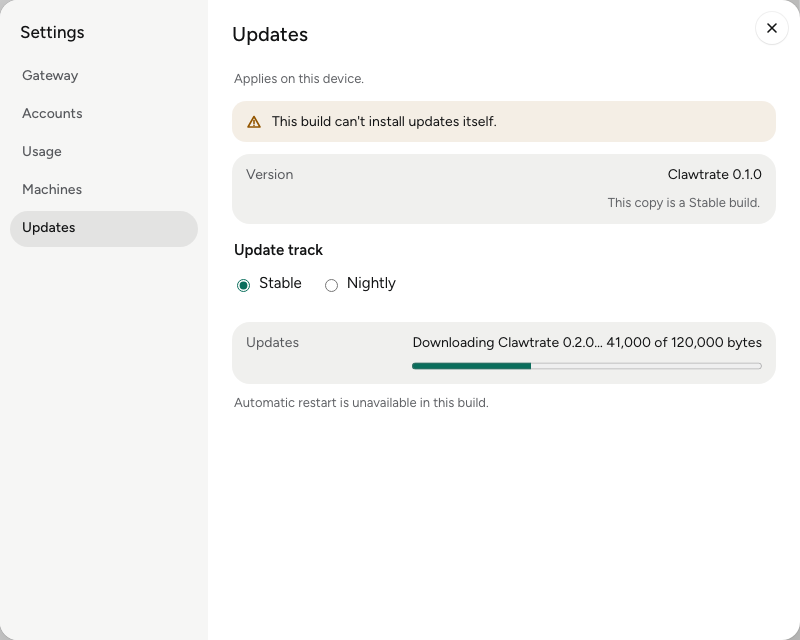 Settings
Gateway
Accounts
Usage
Machines
Updates
Updates
Applies on this device.
This build can't install updates itself.
Version
Clawtrate 0.1.0
This copy is a Stable build.
Update track
Stable
Nightly
Updates
Downloading Clawtrate 0.2.0… 41,000 of 120,000 bytes
Automatic restart is unavailable in this build.